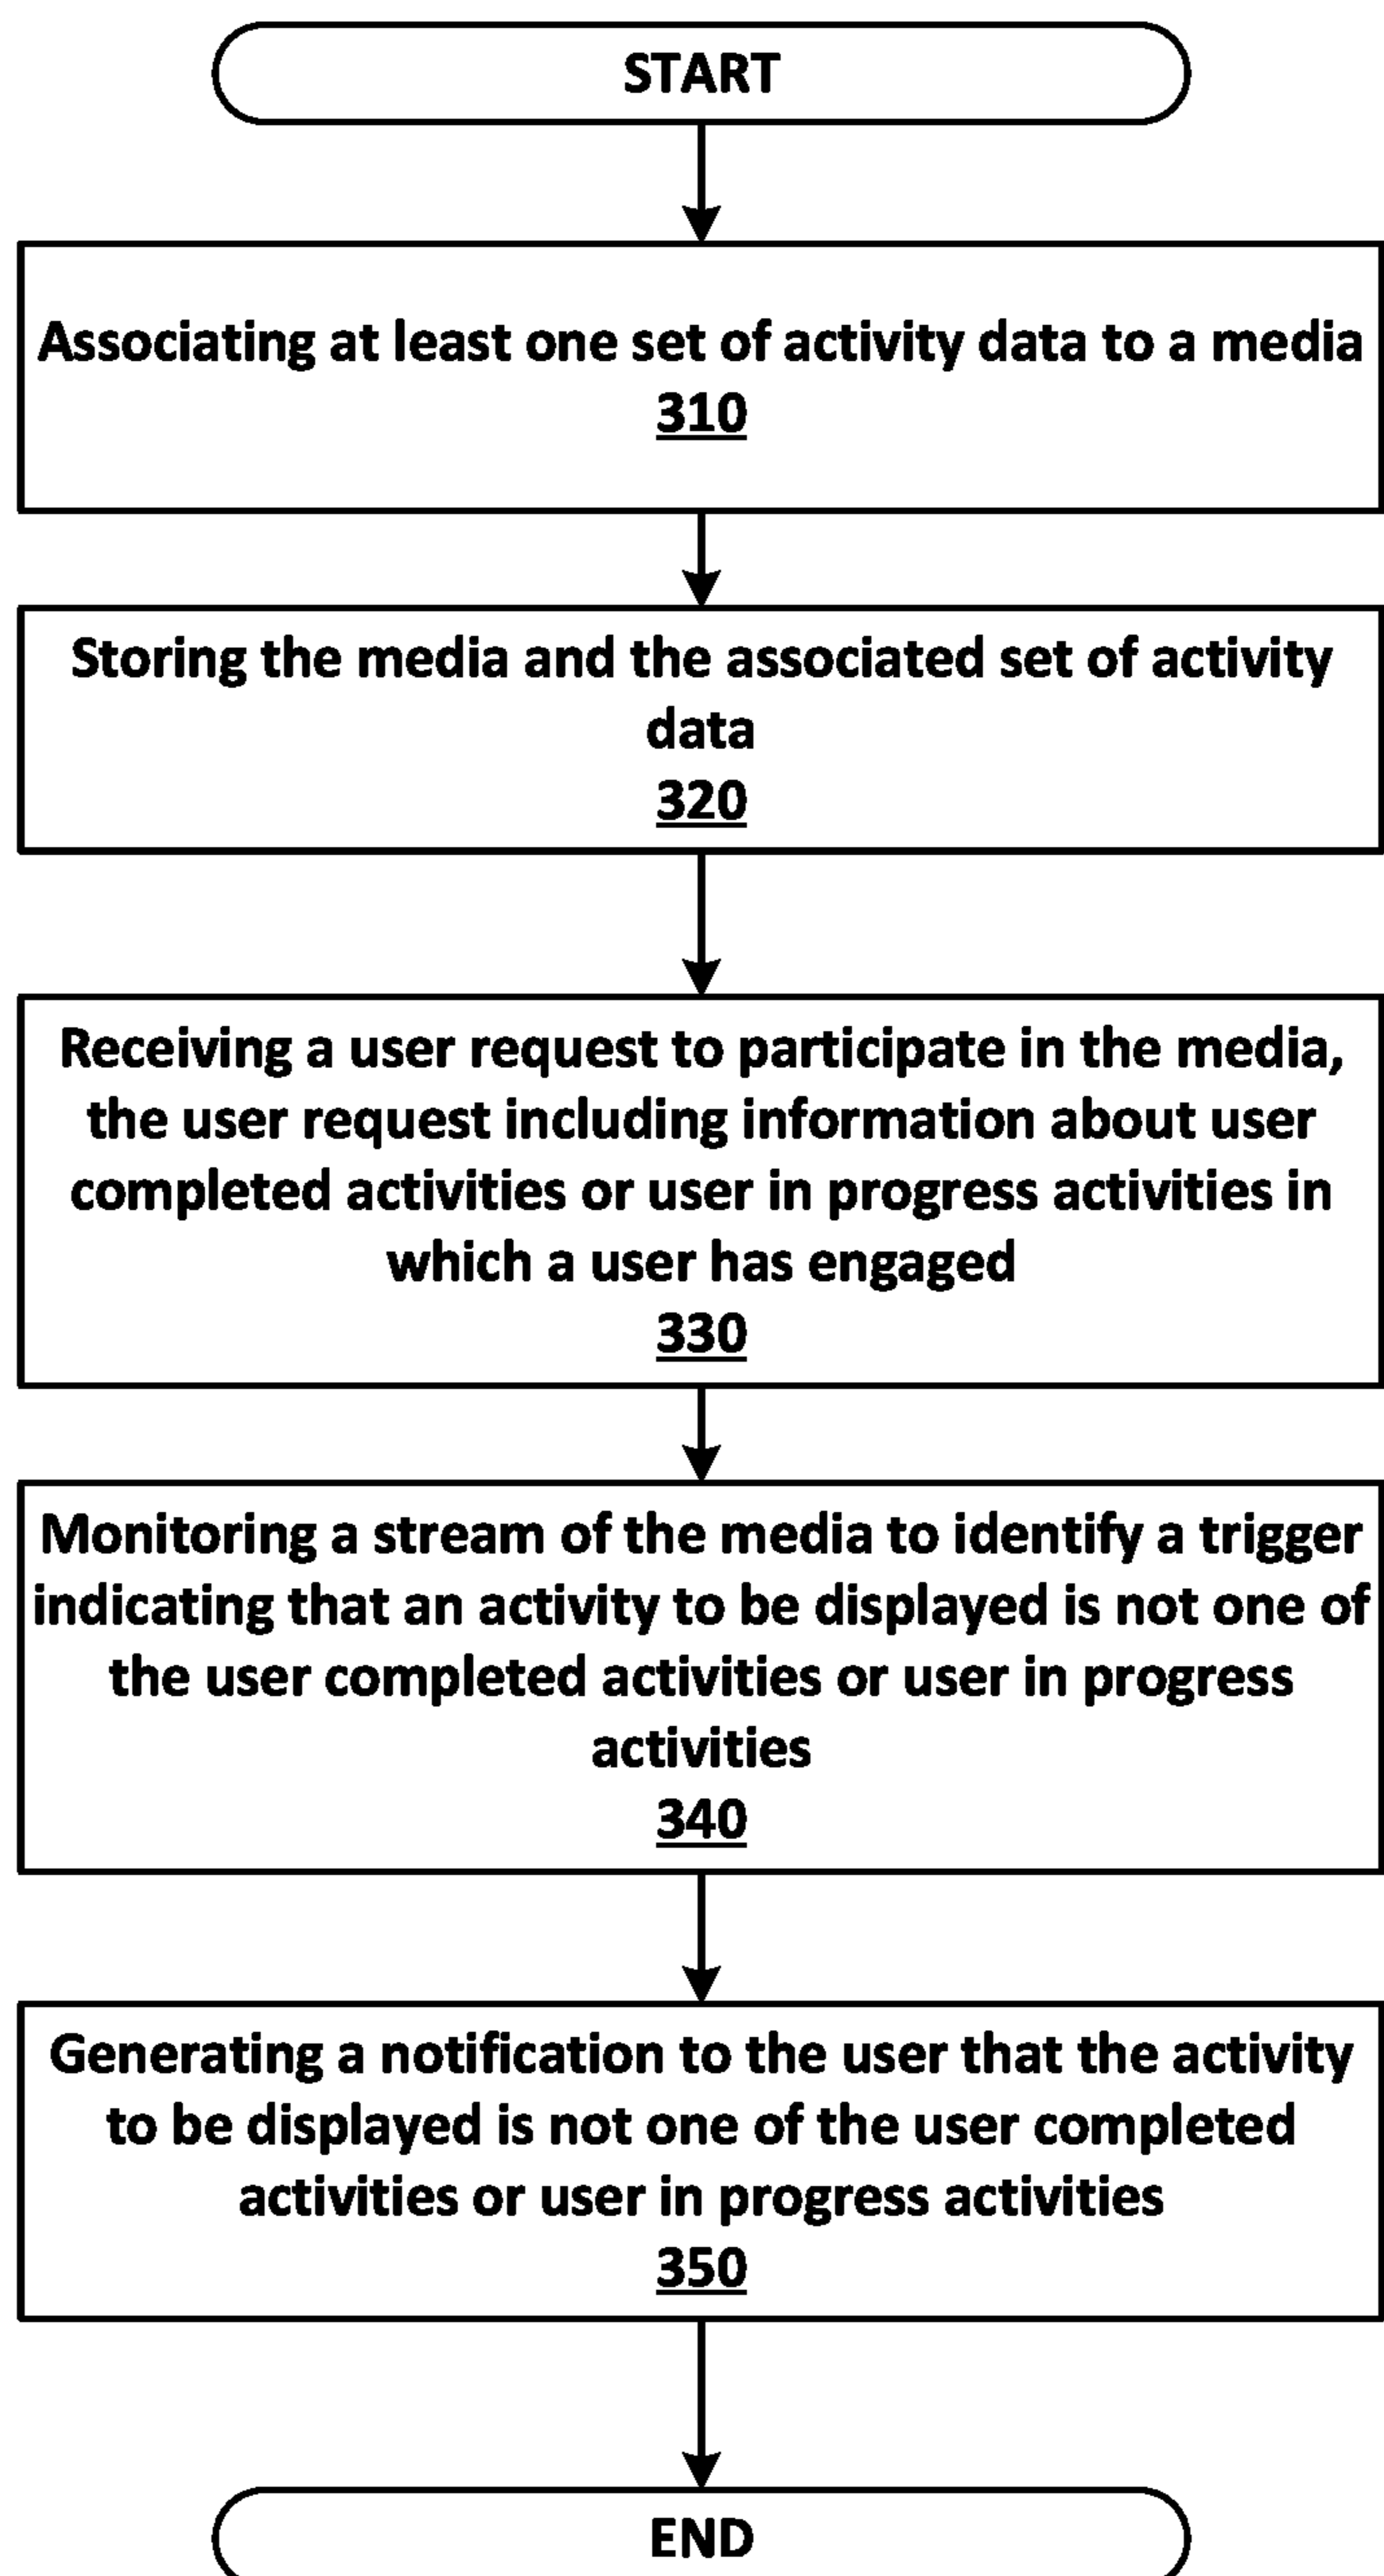 START
Associating at least one set of activity data to a media
310
Storing the media and the associated set of activity
data
320
Receiving a user request to participate in the media,
the user request including information about user
completed activities or user in progress activities in
which a user has engaged
330
Monitoring a stream of the media to identify a trigger
indicating that an activity to be displayed is not one of
the user completed activities or user in progress
activities
340
Generating a notification to the user that the activity
to be displayed is not one of the user completed
activities or user in progress activities
350
END